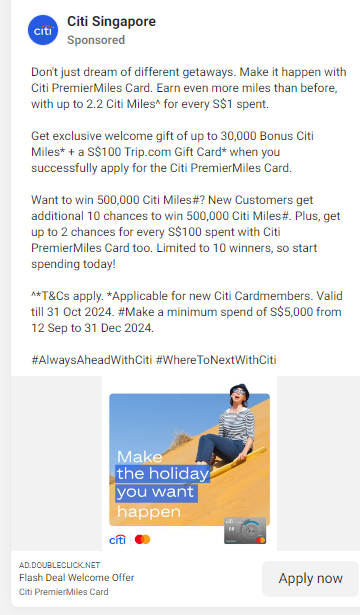 Citi Singapore
Sponsored
Don't just dream of different getaways. Make it happen with
Citi PremierMiles Card. Earn even more miles than before,
with up to 2.2 Citi Miles^ for every S$1 spent.
Get exclusive welcome gift of up to 30,000 Bonus Citi
Miles* + a S$100 Trip.com Gift Card* when you
successfully apply for the Citi PremierMiles Card.
Want to win 500,000 Citi Miles#? New Customers get
additional 10 chances to win 500,000 Citi Miles#. Plus, get
up to 2 chances for every S$100 spent with Citi
PremierMiles Card too. Limited to 10 winners, so start
spending today!
^*T&Cs apply. *Applicable for new Citi Cardmembers. Valid
till 31 Oct 2024. #Make a minimum spend of S$5,000 from
12 Sep to 31 Dec 2024.
#AlwaysAheadWithCiti #WhereToNextWithCiti
Make
the holiday
you want
happen
citi
AD.DOUBLECLICK.NET
Flash Deal Welcome Offer
Citi PremierMiles Card
Apply now